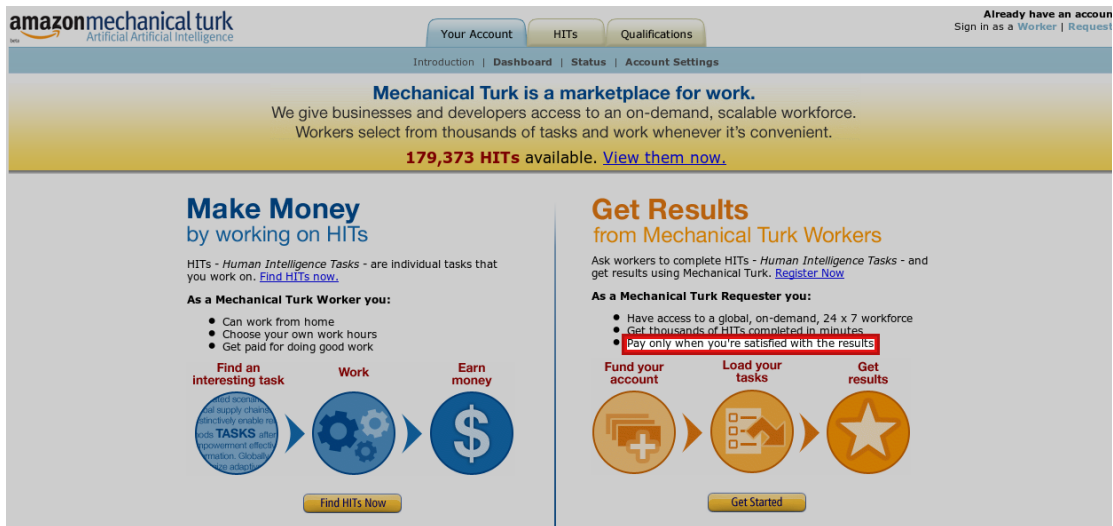 amazonmechanical turk
beta
Artificial Artificial Intelligence
Your Account
HITs
Qualifications
Already have an accoun
Sign in as a Worker | Request
Introduction | Dashboard | Status | Account Settings
Mechanical Turk is a marketplace for work.
We give businesses and developers access to an on-demand, scalable workforce.
Workers select from thousands of tasks and work whenever it's convenient.
179,373 HITs available. View them now.
Make Money
by working on HITs
HITs - Human Intelligence Tasks - are individual tasks that
you work on. Find HITs now.
As a Mechanical Turk Worker you:
• Can work from home
• Choose your own work hours
• Get paid for doing good work
Find an
interesting task
Work
Earn
money
TASKS after
$
Find HITs Now
Get Results
from Mechanical Turk Workers
Ask workers to complete HITs - Human Intelligence Tasks - and
get results using Mechanical Turk. Register Now
As a Mechanical Turk Requester you:
• Have access to a global, on-demand, 24 x 7 workforce
• Get thousands of HITs completed in minutes
• Pay only when you're satisfied with the results
Fund your
account
Load your
tasks
Get
results
Get Started